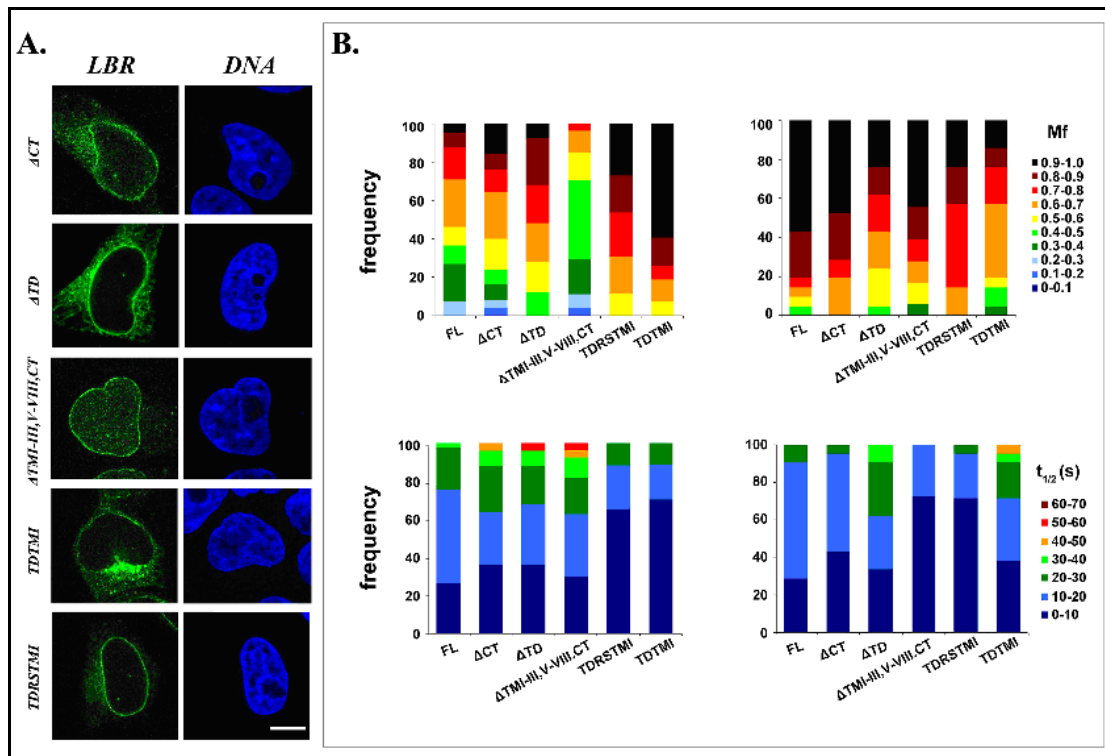 A.
LBR
DNA
ΔCT
ΔTD
ΔTMI-III,V-VIII,CT
TDTMI
TDRSTMI
B.
frequency
100
80
60
40
20
0
FL
ΔCT
ΔTD
ΔTMI-III,V-VIII,CT
TDRSTMI
TDTMI
100
80
60
40
20
0
FL
ΔCT
ΔTD
ΔTMI-III,V-VIII,CT
TDRSTMI
TDTMI
Mf
0.9-1.0
0.8-0.9
0.7-0.8
0.6-0.7
0.5-0.6
0.4-0.5
0.3-0.4
0.2-0.3
0.1-0.2
0-0.1
frequency
100
80
60
40
20
0
FL
ΔCT
ΔTD
ΔTMI-III,V-VIII.CT
TDRSTMI
TDTMI
100
80
60
40
20
0
FL
ΔCT
ΔTD
ΔTMI-III,V-VIII,CT
TDRSTMI
TDTMI
t1/2 (s)
60-70
50-60
40-50
30-40
20-30
10-20
0-10